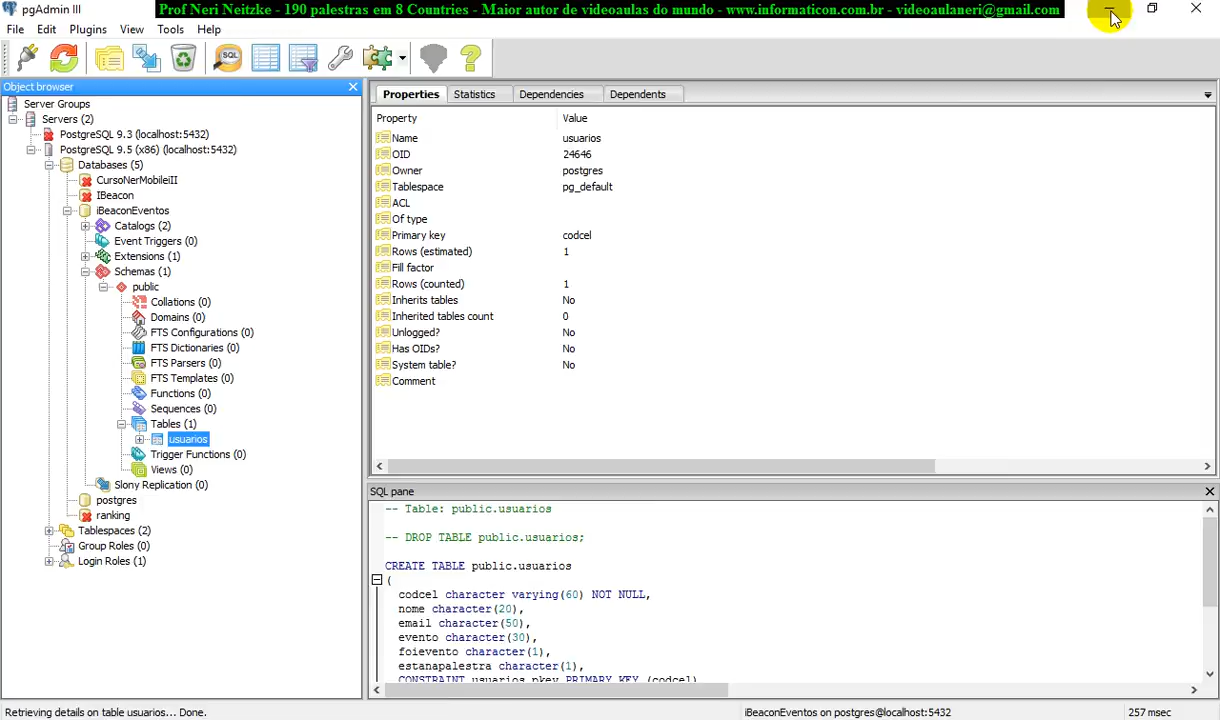 pgAdmin III
Prof Neri Neitzke - 190 palestras em 8 Countries - Maior autor de videoaulas do mundo - www.informaticon.com.br - videoaulaneri@gmail.com
File Edit Plugins View Tools Help
SQL
Object browser
Server Groups
Servers (2)
PostgreSQL 9.3 (localhost:5432)
PostgreSQL 9.5 (x86) (localhost:5432)
Databases (5)
CursoNerMobileII
IBeacon
iBeaconEventos
Catalogs (2)
Event Triggers (0)
Extensions (1)
Schemas (1)
public
Collations (0)
Domains (0)
FTS Configurations (0)
FTS Dictionaries (0)
FTS Parsers (0)
FTS Templates (0)
Functions (0)
Sequences (0)
Tables (1)
usuarios
Trigger Functions (0)
Views (0)
Slony Replication (0)
postgres
ranking
Tablespaces (2)
Group Roles (0)
Login Roles (1)
Properties Statistics Dependencies Dependents
Property Value
Name usuarios
OID 24646
Owner postgres
Tablespace pg_default
ACL
Of type
Primary key codcel
Rows (estimated) 1
Fill factor
Rows (counted) 1
Inherits tables No
Inherited tables count 0
Unlogged? No
Has OIDs? No
System table? No
Comment
SQL pane
-- Table: public.usuarios
-- DROP TABLE public.usuarios;
CREATE TABLE public.usuarios
(
codcel character varying(60) NOT NULL,
nome character(20),
email character(50),
evento character(30),
foievento character(1),
estanapalestra character(1),
CONSTRAINT usuarios_pkey PRIMARY KEY (codcel)
Retrieving details on table usuarios... Done. iBeaconEventos on postgres@localhost:5432 257 msec